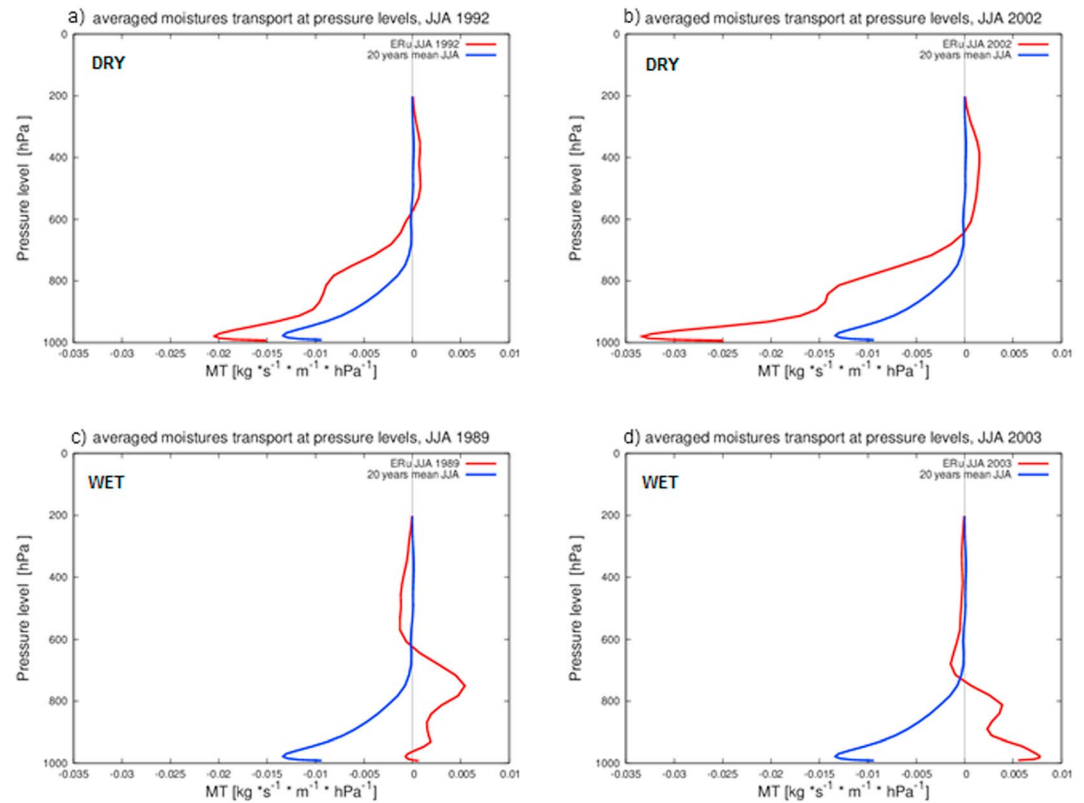 a) averaged moistures transport at pressure levels, JJA 1992
ERu JJA 1992
20 years mean JJA
DRY
Pressure level [hPa]
0
200
400
600
800
1000
-0.035 -0.03 -0.025 -0.02 -0.015 -0.01 -0.005 0 0.005 0.01
MT [kg *s⁻¹ * m⁻¹ * hPa⁻¹]
b) averaged moistures transport at pressure levels, JJA 2002
ERu JJA 2002
20 years mean JJA
DRY
Pressure level [hPa]
0
200
400
600
800
1000
-0.035 -0.03 -0.025 -0.02 -0.015 -0.01 -0.005 0 0.005 0.01
MT [kg *s⁻¹ * m⁻¹ * hPa⁻¹]
c) averaged moistures transport at pressure levels, JJA 1989
ERu JJA 1989
20 years mean JJA
WET
Pressure level [hPa]
0
200
400
600
800
1000
-0.035 -0.03 -0.025 -0.02 -0.015 -0.01 -0.005 0 0.005 0.01
MT [kg *s⁻¹ * m⁻¹ * hPa⁻¹]
d) averaged moistures transport at pressure levels, JJA 2003
ERu JJA 2003
20 years mean JJA
WET
Pressure level [hPa]
0
200
400
600
800
1000
-0.035 -0.03 -0.025 -0.02 -0.015 -0.01 -0.005 0 0.005 0.01
MT [kg *s⁻¹ * m⁻¹ * hPa⁻¹]